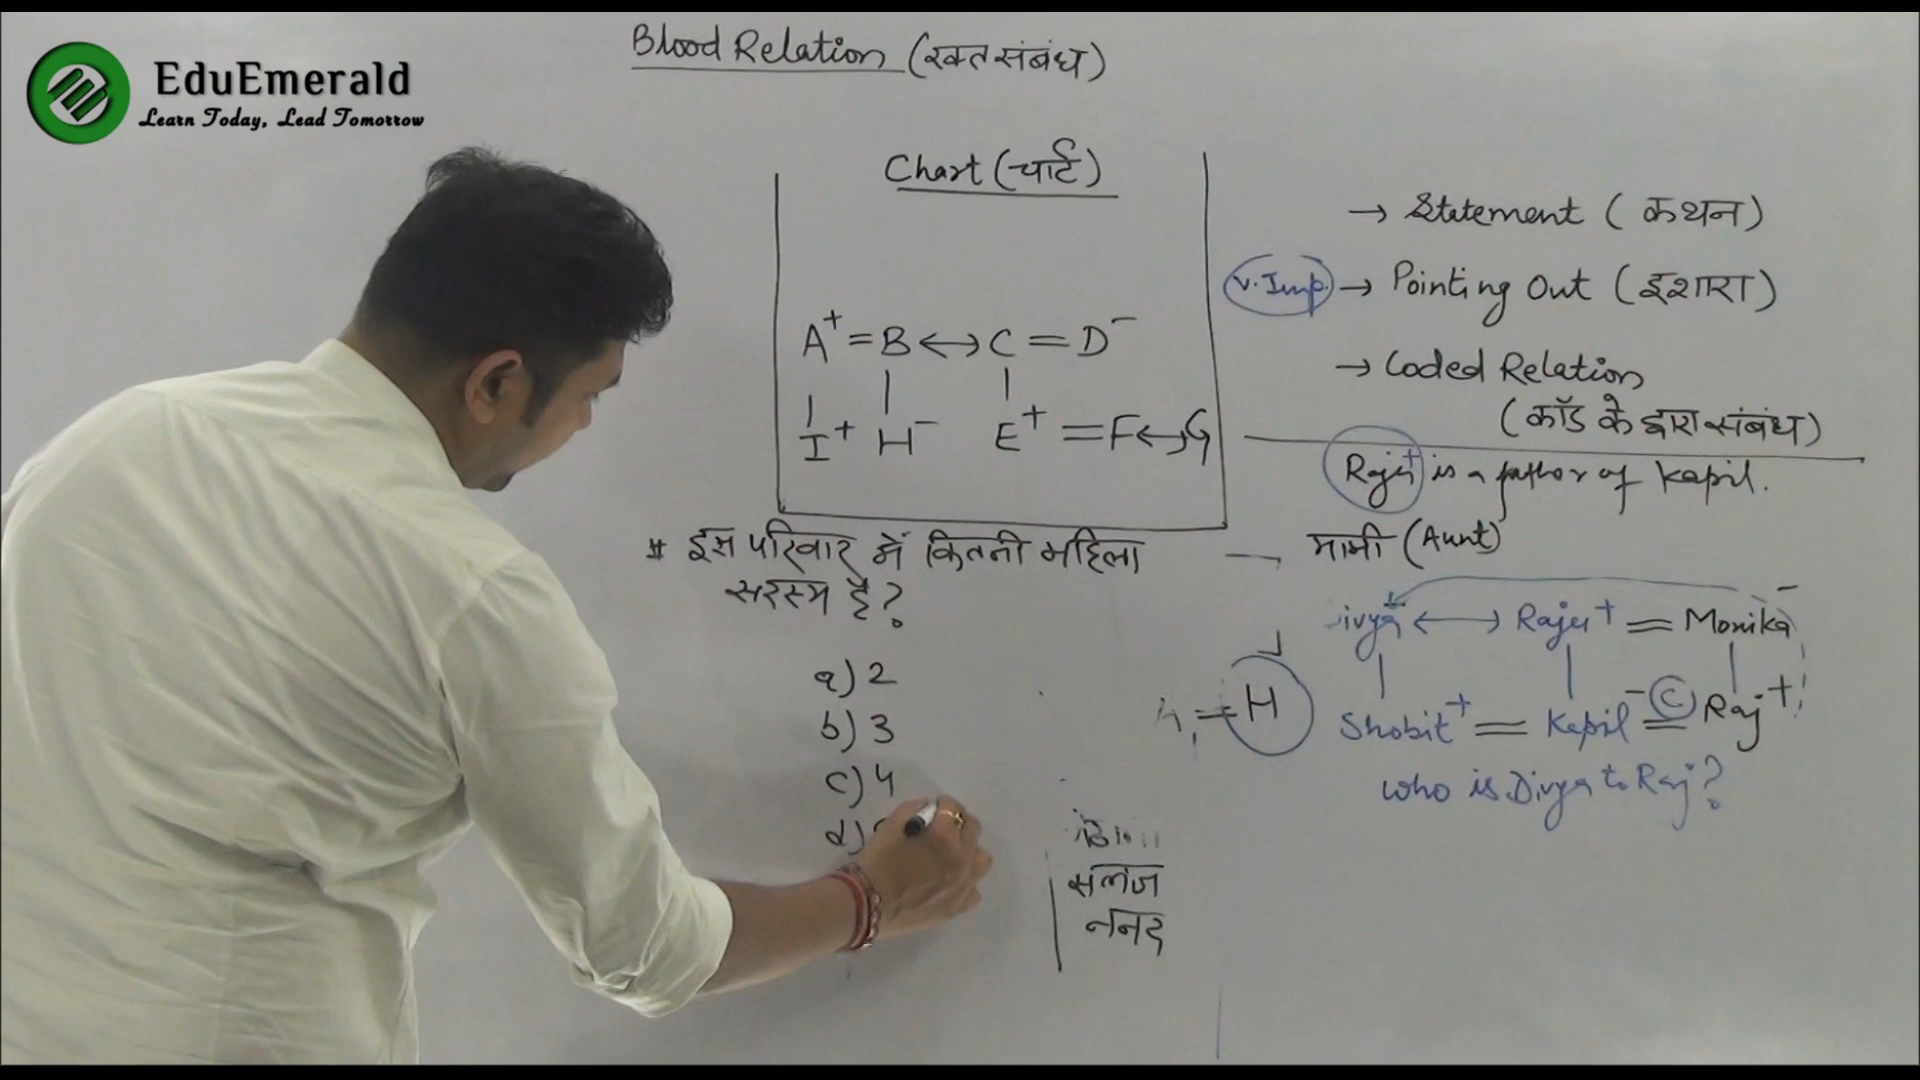 EduEmerald
Learn Today, Lead Tomorrow
Blood Relation (रक्त संबंध)
Chart (चार्ट)
A+ = B ↔ C = D-
I+ H- E+ = F ↔ G
# इस परिवार में कितनी महिला
सदस्य है?
a) 2
b) 3
c) 4
d)
→ Statement (कथन)
V. Imp. → Pointing Out (इशारा)
→ Coded Relation
(कॉड के द्वारा संबंध)
Raju+ is a father of Kapil.
मामी (Aunt)
ivya ↔ Raju+ = Monika-
Shobit+ = Kapil- = Raj+
C
who is Divya to Raj?
H
सलज
ननद